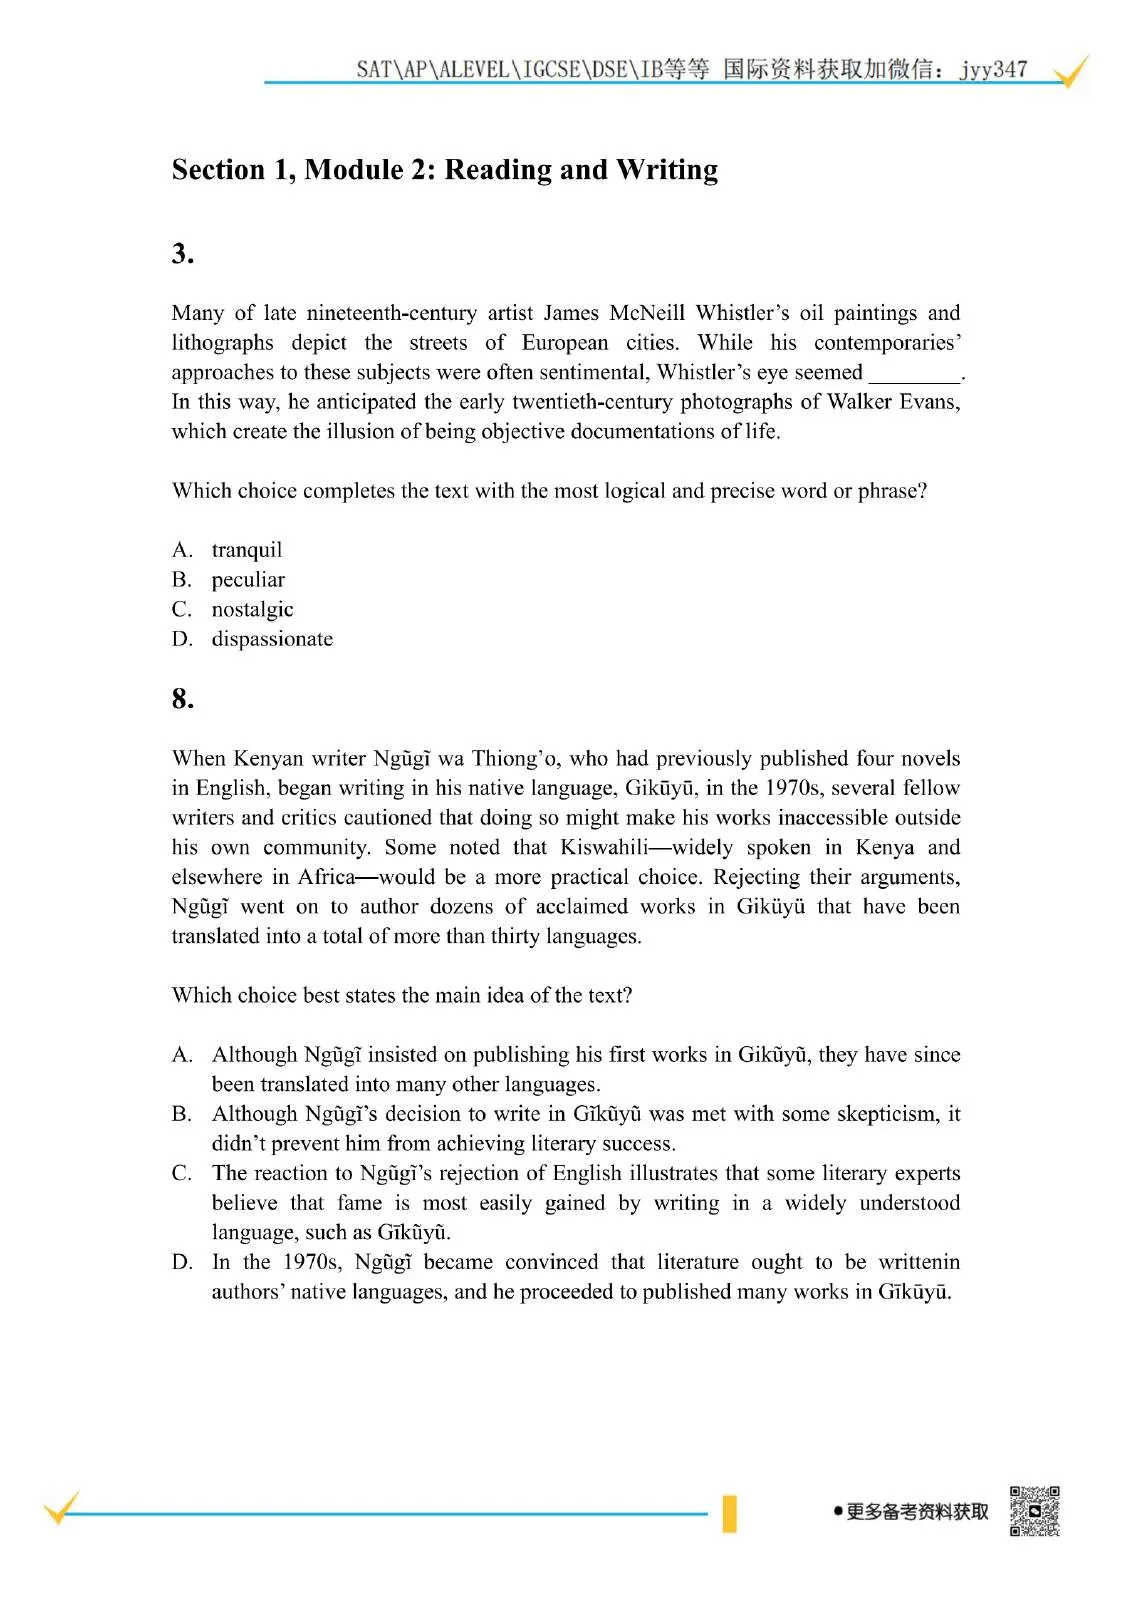 SAT\AP\ALEVEL\IGCSE\DSE\IB等等 国际资料获取加微信：jyy347
Section 1, Module 2: Reading and Writing
3.
Many of late nineteenth-century artist James McNeill Whistler’s oil paintings and
lithographs depict the streets of European cities. While his contemporaries’
approaches to these subjects were often sentimental, Whistler’s eye seemed ________.
In this way, he anticipated the early twentieth-century photographs of Walker Evans,
which create the illusion of being objective documentations of life.
Which choice completes the text with the most logical and precise word or phrase?
A. tranquil
B. peculiar
C. nostalgic
D. dispassionate
8.
When Kenyan writer Ngũgĩ wa Thiong’o, who had previously published four novels
in English, began writing in his native language, Gikūyū, in the 1970s, several fellow
writers and critics cautioned that doing so might make his works inaccessible outside
his own community. Some noted that Kiswahili—widely spoken in Kenya and
elsewhere in Africa—would be a more practical choice. Rejecting their arguments,
Ngũgĩ went on to author dozens of acclaimed works in Giküyü that have been
translated into a total of more than thirty languages.
Which choice best states the main idea of the text?
A. Although Ngũgĩ insisted on publishing his first works in Gikũyũ, they have since
been translated into many other languages.
B. Although Ngũgĩ’s decision to write in Gĩkũyũ was met with some skepticism, it
didn’t prevent him from achieving literary success.
C. The reaction to Ngũgĩ’s rejection of English illustrates that some literary experts
believe that fame is most easily gained by writing in a widely understood
language, such as Gĩkũyũ.
D. In the 1970s, Ngũgĩ became convinced that literature ought to be writtenin
authors’ native languages, and he proceeded to published many works in Gīkūyū.
●更多备考资料获取